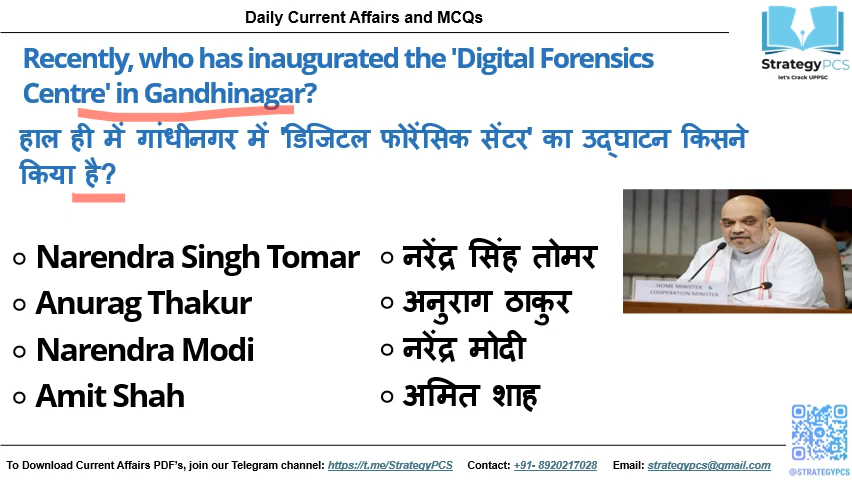 Daily Current Affairs and MCQs
StrategyPCS
let's Crack UPPSC
Recently, who has inaugurated the 'Digital Forensics
Centre' in Gandhinagar?
हाल ही में गांधीनगर में 'डिजिटल फोरेंसिक सेंटर' का उद्घाटन किसने
किया है?
HOME MINISTER &
COOPERATION MINISTER
○ Narendra Singh Tomar ○ नरेंद्र सिंह तोमर
○ Anurag Thakur ○ अनुराग ठाकुर
○ Narendra Modi ○ नरेंद्र मोदी
○ Amit Shah ○ अमित शाह
@STRATEGYPCS
To Download Current Affairs PDF's, join our Telegram channel: https://t.me/StrategyPCS Contact: +91- 8920217028 Email: strategypcs@gmail.com